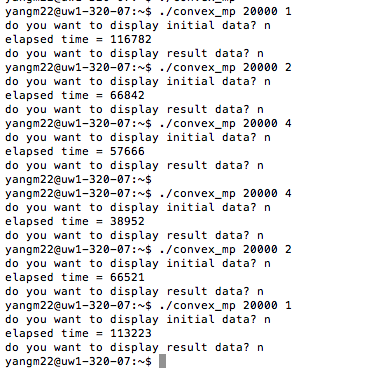 yangm22@uw1-320-07:~$ ./convex_mp 20000 1
do you want to display initial data? n
elapsed time = 116782
do you want to display result data? n
yangm22@uw1-320-07:~$ ./convex_mp 20000 2
do you want to display initial data? n
elapsed time = 66842
do you want to display result data? n
yangm22@uw1-320-07:~$ ./convex_mp 20000 4
do you want to display initial data? n
elapsed time = 57666
do you want to display result data? n
yangm22@uw1-320-07:~$
yangm22@uw1-320-07:~$ ./convex_mp 20000 4
do you want to display initial data? n
elapsed time = 38952
do you want to display result data? n
yangm22@uw1-320-07:~$ ./convex_mp 20000 2
do you want to display initial data? n
elapsed time = 66521
do you want to display result data? n
yangm22@uw1-320-07:~$ ./convex_mp 20000 1
do you want to display initial data? n
elapsed time = 113223
do you want to display result data? n
yangm22@uw1-320-07:~$